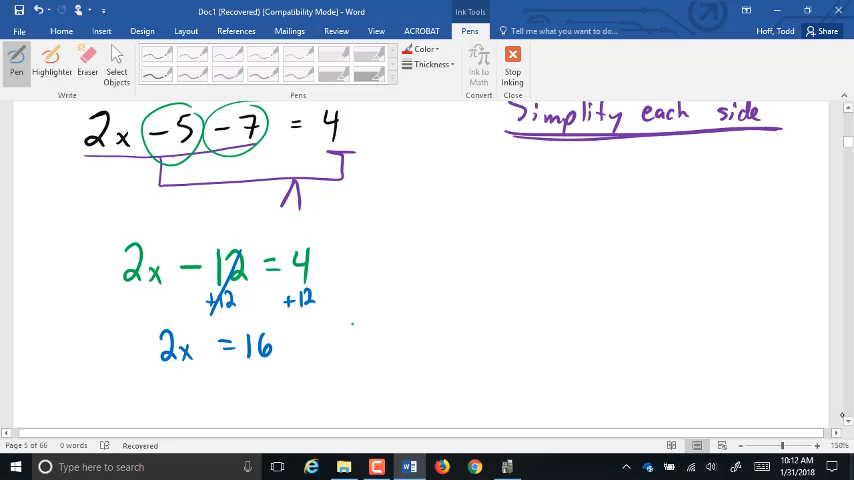 Doc1 (Recovered) [Compatibility Mode] - Word
Ink Tools
Hoff, Todd
File Home Insert Design Layout References Mailings Review View ACROBAT Pens Tell me what you want to do... Share
Pen Highlighter Eraser Select Objects
Color
Thickness
Ink to Math
Stop Inking
Write Pens Convert Close
Simplify each side
2x - 5 - 7 = 4
2x - 12 = 4
+12 +12
2x = 16
Page 5 of 66 0 words Recovered 150%
Type here to search
10:12 AM
1/31/2018